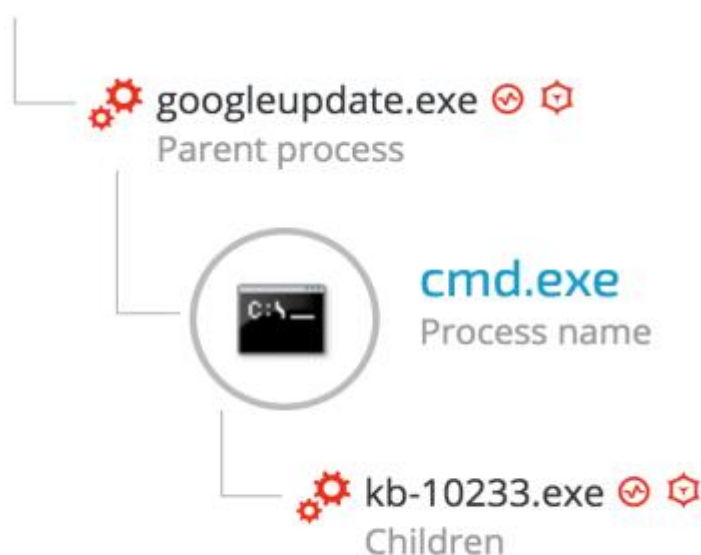 googleupdate.exe
Parent process
C:\
cmd.exe
Process name
kb-10233.exe
Children